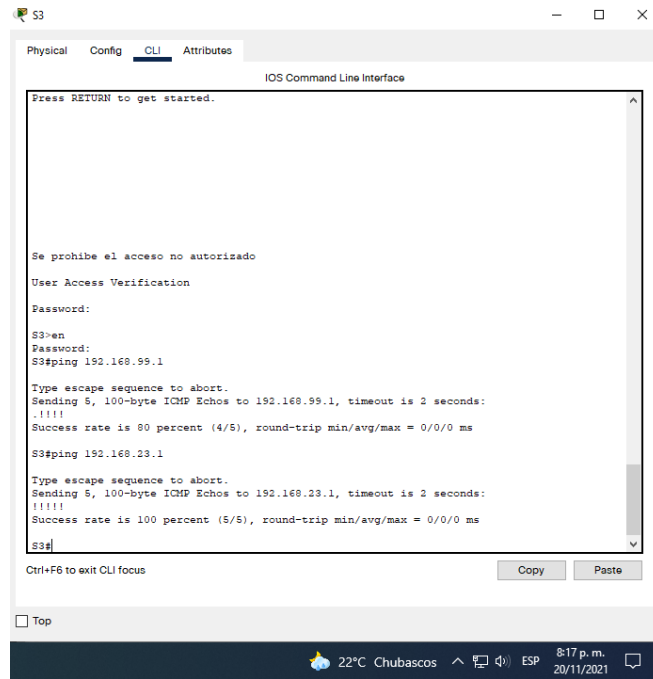 S3
Physical Config CLI Attributes
IOS Command Line Interface
Press RETURN to get started.
Se prohibe el acceso no autorizado
User Access Verification
Password:
S3>en
Password:
S3#ping 192.168.99.1
Type escape sequence to abort.
Sending 5, 100-byte ICMP Echos to 192.168.99.1, timeout is 2 seconds:
.!!!!
Success rate is 80 percent (4/5), round-trip min/avg/max = 0/0/0 ms
S3#ping 192.168.23.1
Type escape sequence to abort.
Sending 5, 100-byte ICMP Echos to 192.168.23.1, timeout is 2 seconds:
!!!!!
Success rate is 100 percent (5/5), round-trip min/avg/max = 0/0/0 ms
S3#
Ctrl+F6 to exit CLI focus
Copy Paste
Top
22°C Chubascos ESP 8:17 p. m.
20/11/2021